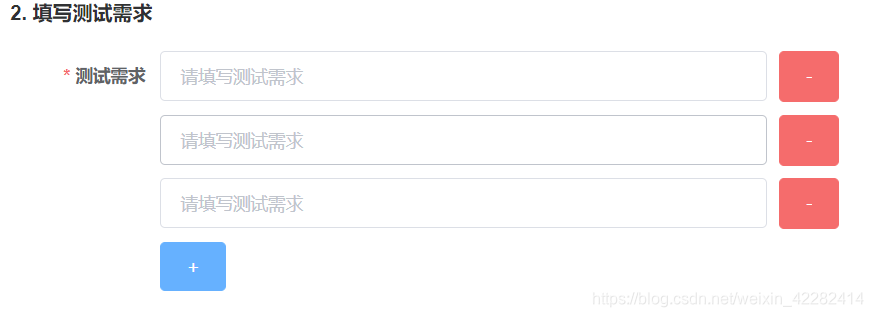 2. 填写测试需求
* 测试需求 请填写测试需求 -
请填写测试需求 -
请填写测试需求 -
+
https://blog.csdn.net/weixin_42282414